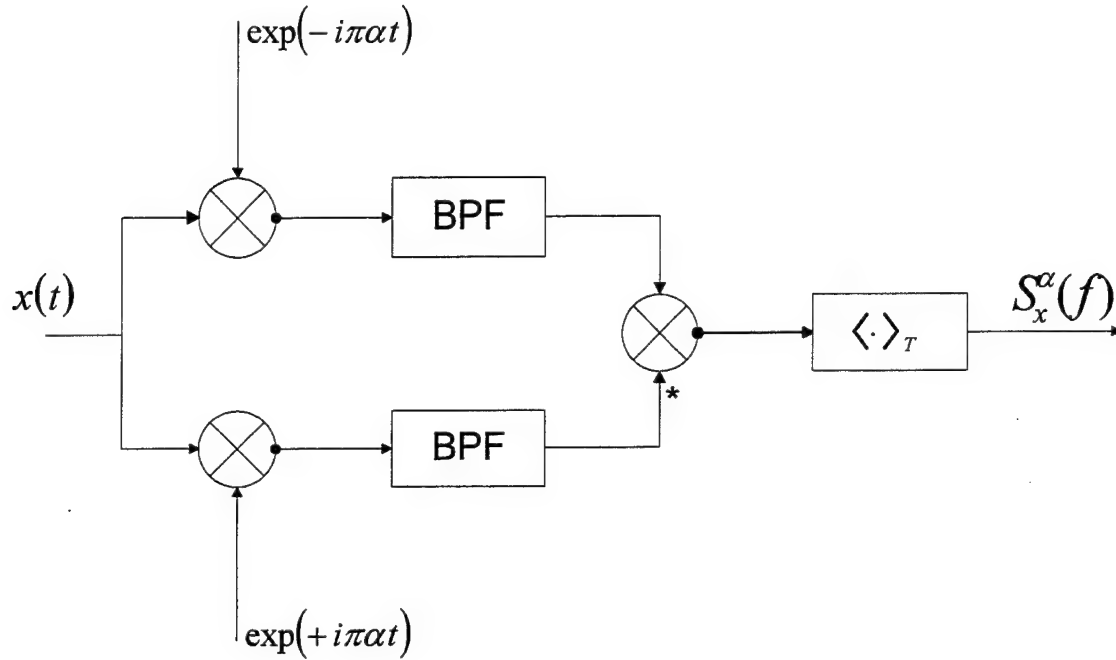 exp(−iπαt)
BPF
x(t)
S_x^α(f)
⟨·⟩_T
*
BPF
exp(+iπαt)